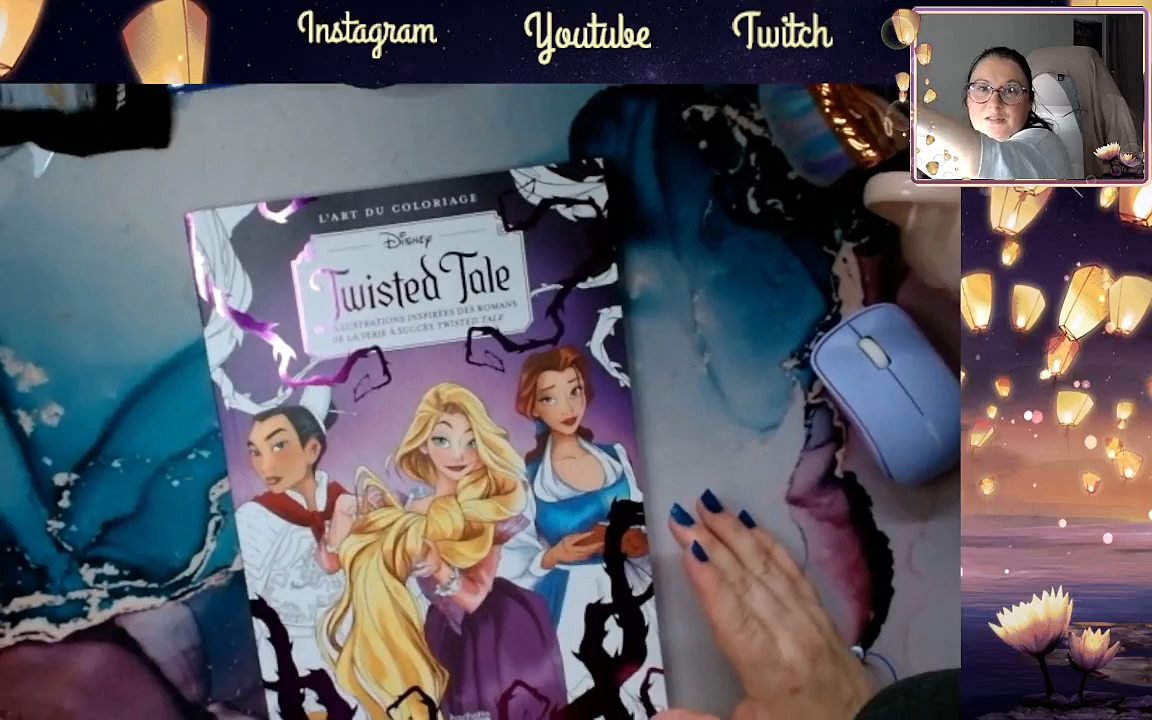 Instagram
Youtube
Twitch
L'ART DU COLORIAGE
Disney
Twisted Tale
ILLUSTRATIONS INSPIRÉES DES ROMANS
DE LA SÉRIE À SUCCÈS TWISTED TALE
hachette